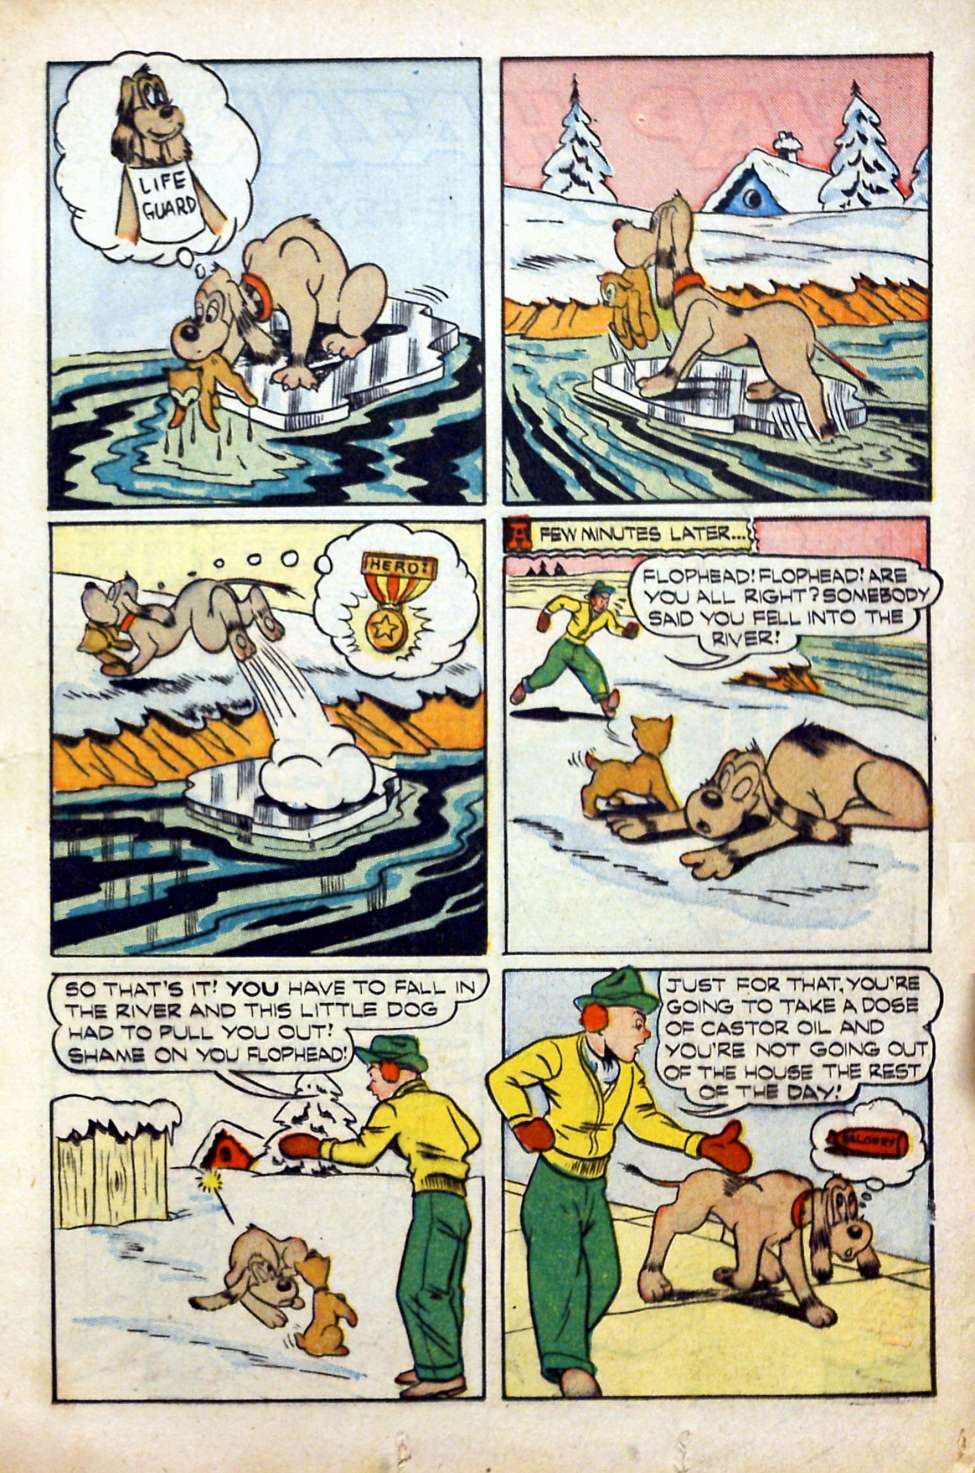 LIFE
GUARD
HERO!
A FEW MINUTES LATER...
FLOPHEAD! FLOPHEAD! ARE
YOU ALL RIGHT? SOMEBODY
SAID YOU FELL INTO THE
RIVER!
SO THAT'S IT! YOU HAVE TO FALL IN
THE RIVER AND THIS LITTLE DOG
HAD TO PULL YOU OUT!
SHAME ON YOU FLOPHEAD!
JUST FOR THAT, YOU'RE
GOING TO TAKE A DOSE
OF CASTOR OIL AND
YOU'RE NOT GOING OUT
OF THE HOUSE THE REST
OF THE DAY!
BALONEY